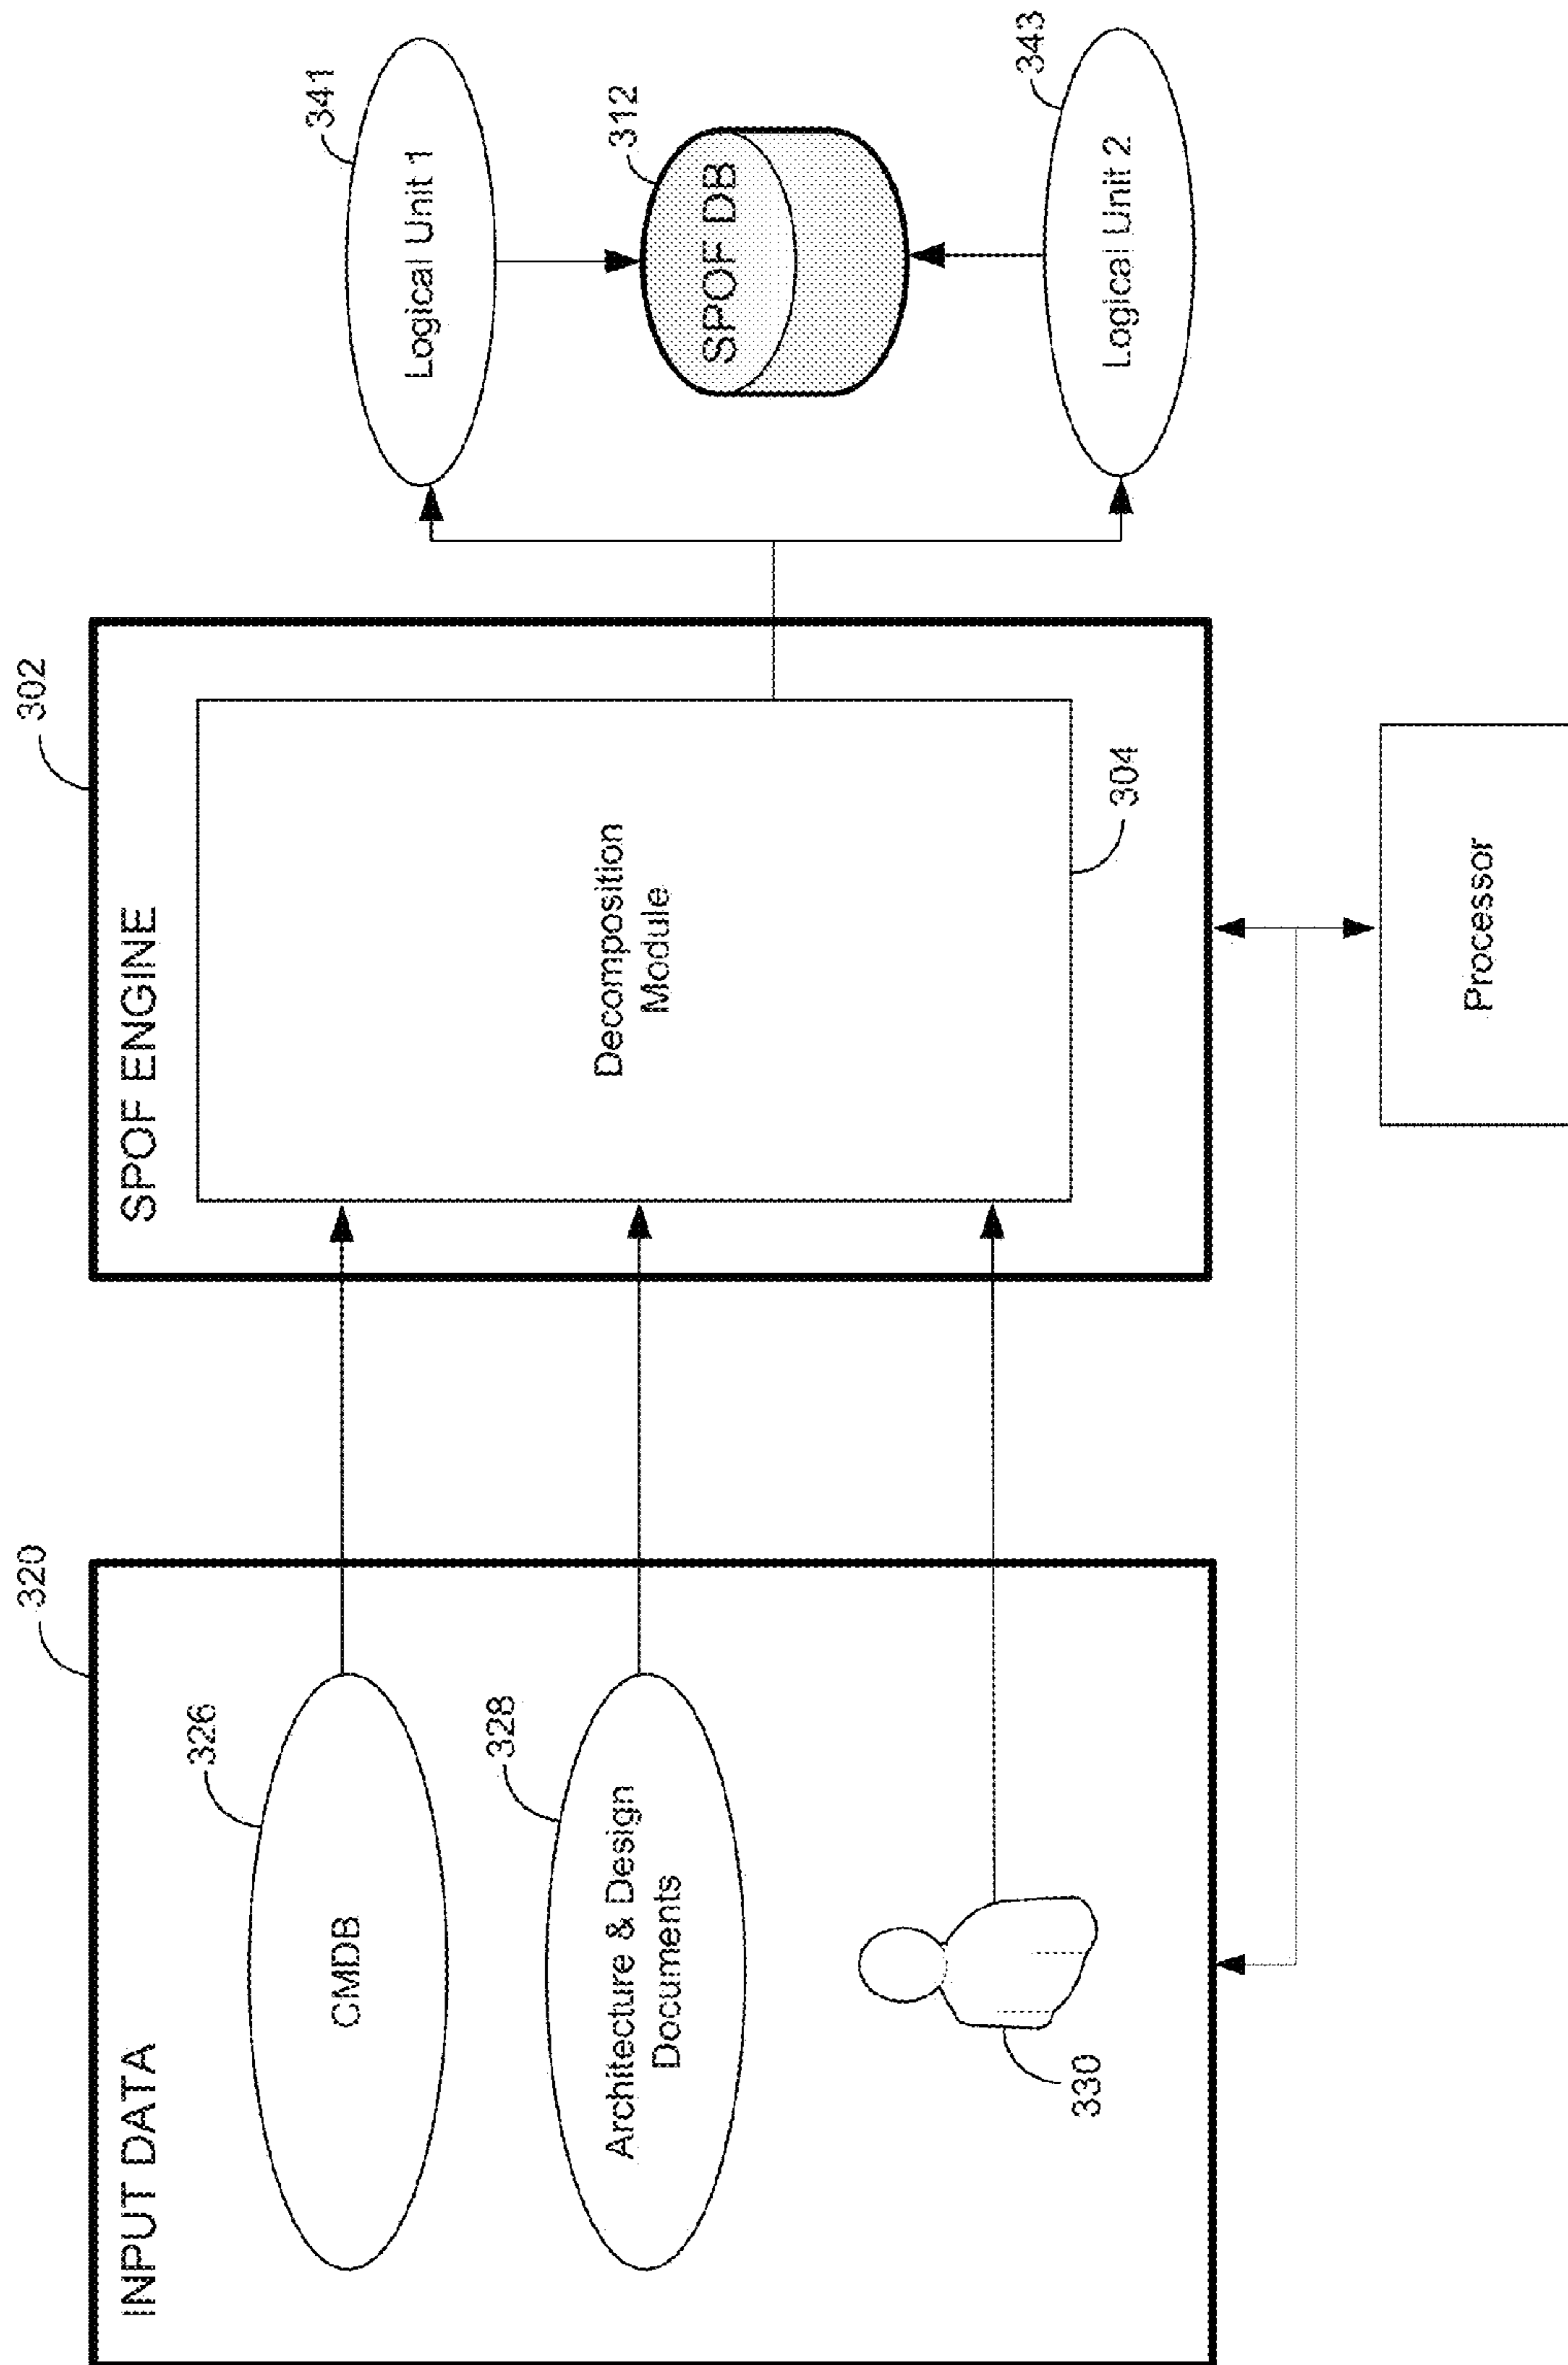 INPUT DATA
320
CMDB
326
Architecture & Design
Documents
328
330
SPOF ENGINE
302
Decomposition
Module
304
Processor
Logical Unit 1
341
SPOF DB
312
Logical Unit 2
343